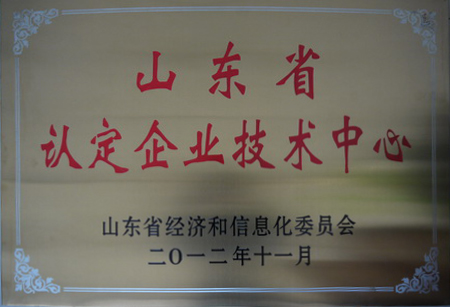 山东省
认定企业技术中心
山东省经济和信息化委员会
二〇一二年十一月